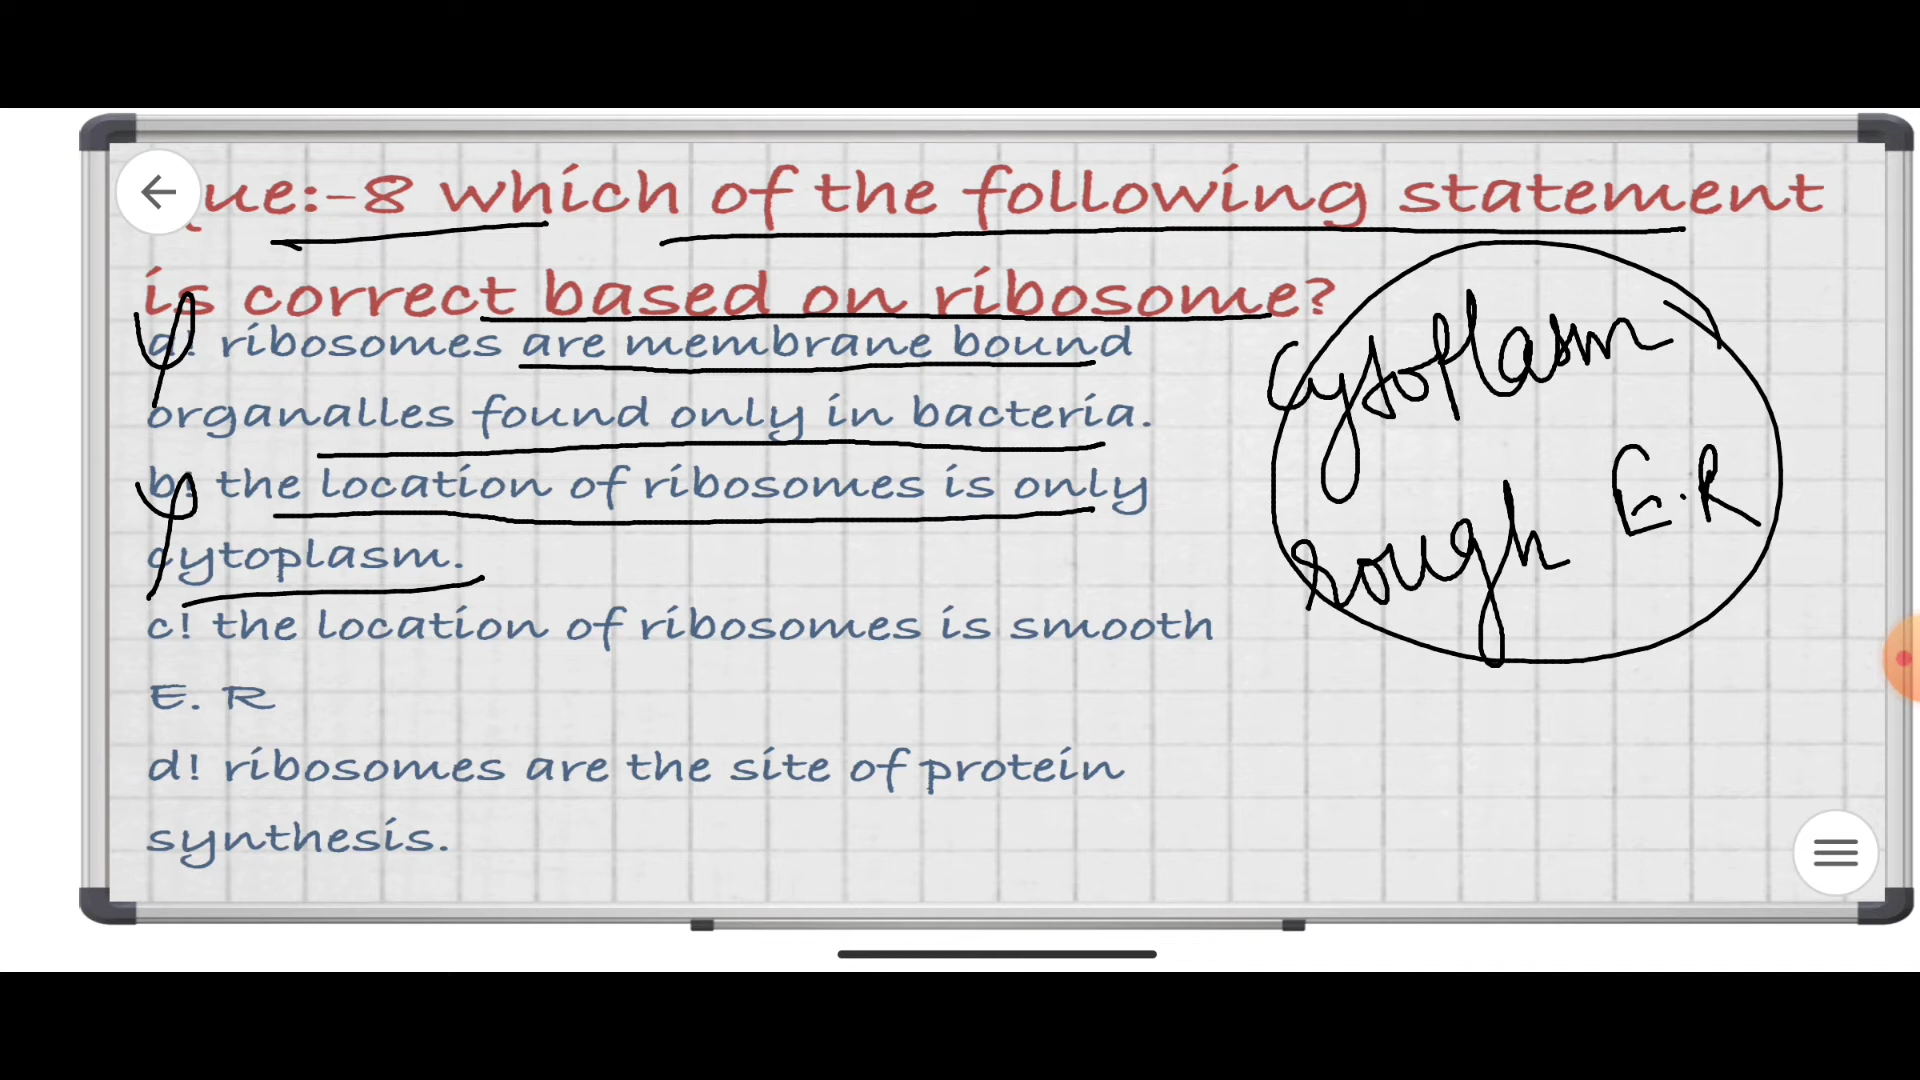 que:-8 which of the following statement
is correct based on ribosome?
a! ribosomes are membrane bound
organalles found only in bacteria.
b! the location of ribosomes is only
cytoplasm.
c! the location of ribosomes is smooth
E. R
d! ribosomes are the site of protein
synthesis.
cytoplasm
rough E.R